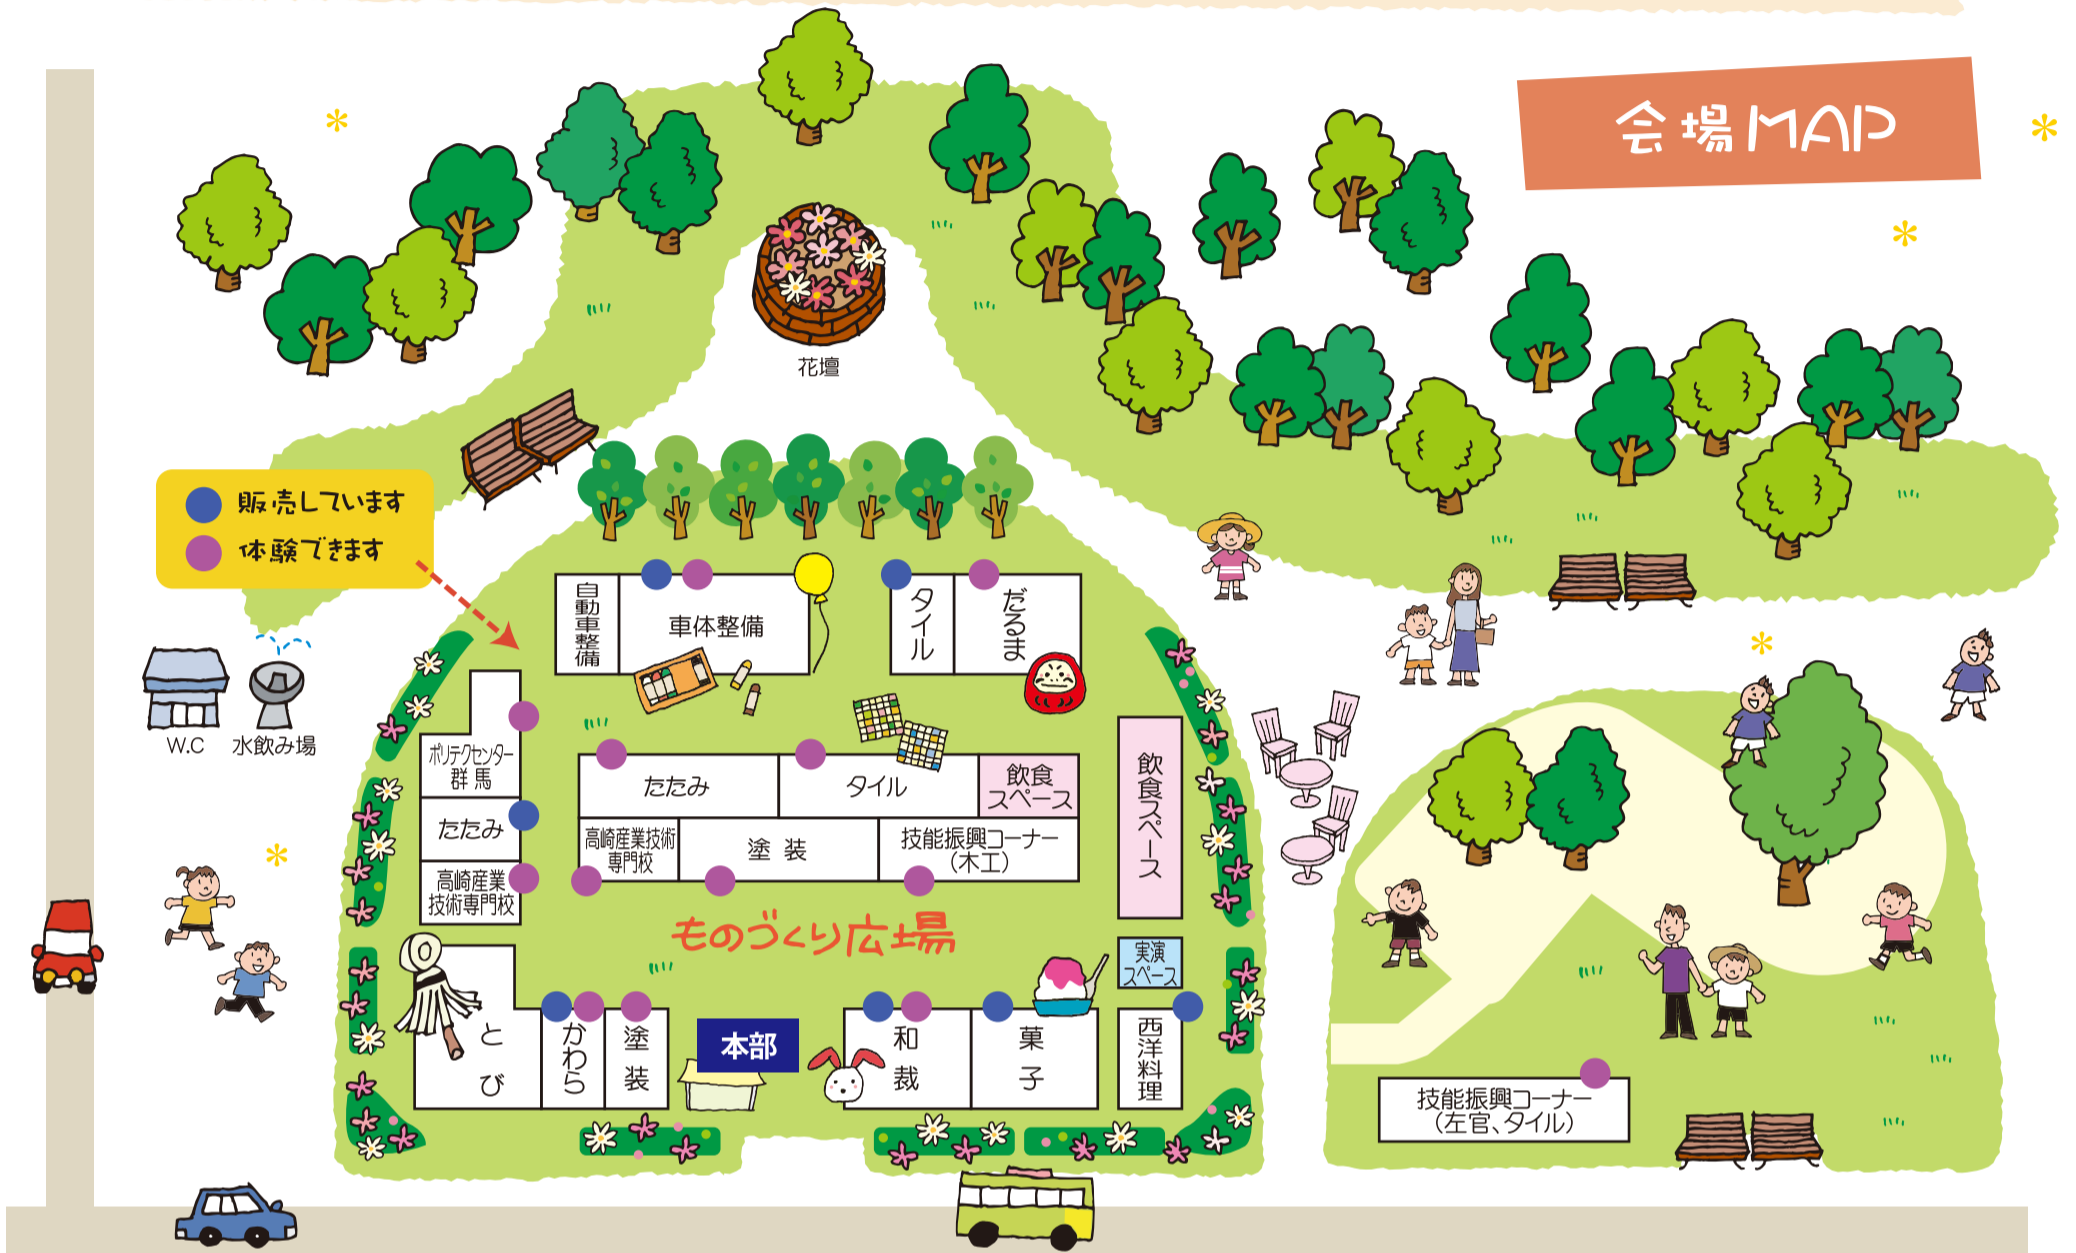 会場MAP
花壇
販売しています
体験できます
W.C
水飲み場
自動車整備
車体整備
タイル
だるま
ポリテクセンター
群馬
たたみ
高崎産業
技術専門校
たたみ
タイル
飲食
スペース
高崎産業技術
専門校
塗装
技能振興コーナー
(木工)
飲食スペース
ものづくり広場
実演
スペース
とび
かわら
塗装
本部
和裁
菓子
西洋料理
技能振興コーナー
(左官、タイル)